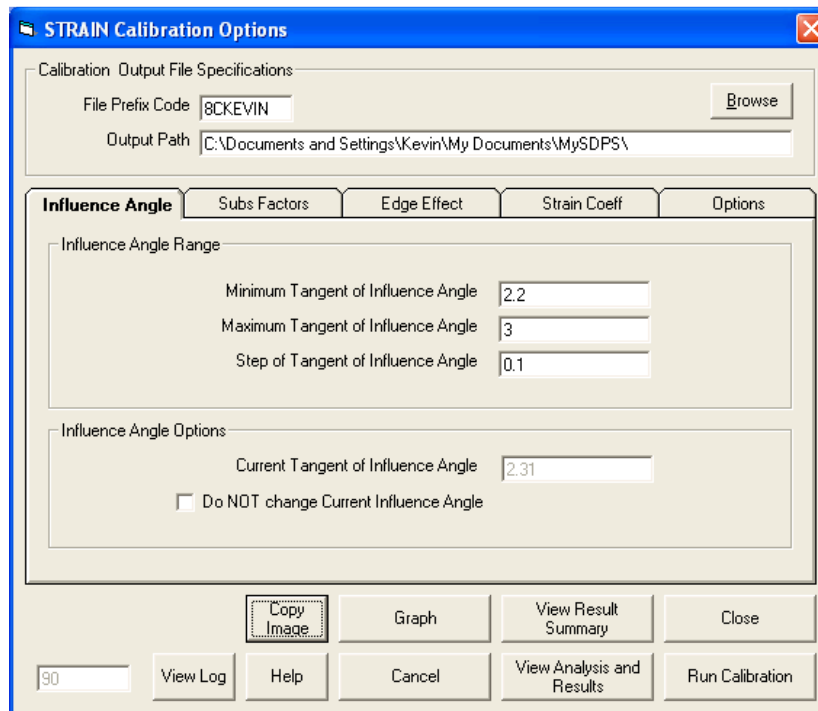 STRAIN Calibration Options
Calibration Output File Specifications
File Prefix Code 8CKEVIN Browse
Output Path C:\Documents and Settings\Kevin\My Documents\MySDPS\
Influence Angle Subs Factors Edge Effect Strain Coeff Options
Influence Angle Range
Minimum Tangent of Influence Angle 2.2
Maximum Tangent of Influence Angle 3
Step of Tangent of Influence Angle 0.1
Influence Angle Options
Current Tangent of Influence Angle 2.31
Do NOT change Current Influence Angle
Copy
Image
Graph
View Result
Summary
Close
90
View Log
Help
Cancel
View Analysis and
Results
Run Calibration